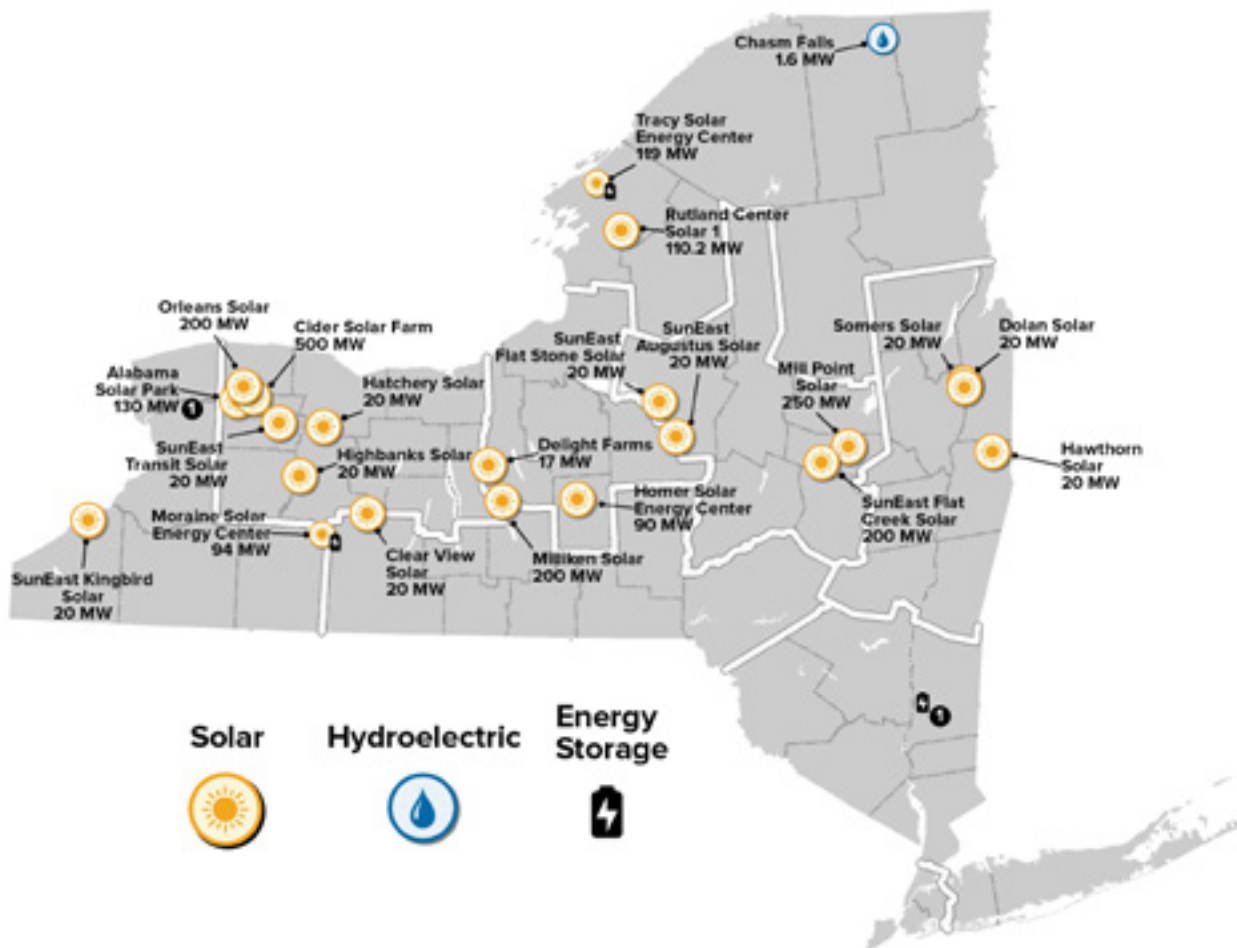 Chasm Falls
1.6 MW
Tracy Solar
Energy Center
119 MW
Rutland Center
Solar 1
110.2 MW
Orleans Solar
200 MW
Cider Solar Farm
500 MW
Alabama
Solar Park
130 MW
1
Hatchery Solar
20 MW
SunEast
Transit Solar
20 MW
Highbanks Solar
20 MW
SunEast
Flat Stone Solar
20 MW
SunEast
Augustus Solar
20 MW
Somers Solar
20 MW
Dolan Solar
20 MW
Mill Point
Solar
250 MW
Delight Farms
17 MW
Hawthorn
Solar
20 MW
Homer Solar
Energy Center
90 MW
SunEast Flat
Creek Solar
200 MW
Moraine Solar
Energy Center
94 MW
Clear View
Solar
20 MW
Milliken Solar
200 MW
SunEast Kingbird
Solar
20 MW
1
Solar
Hydroelectric
Energy
Storage